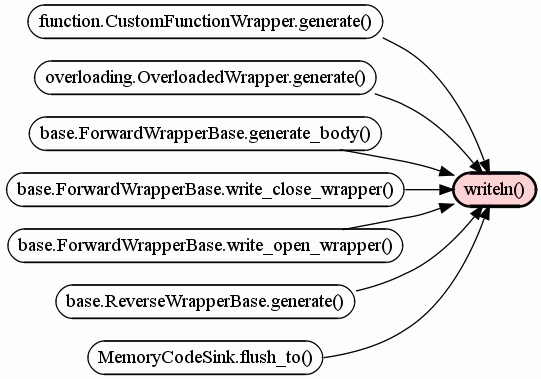 function.CustomFunctionWrapper.generate()
overloading.OverloadedWrapper.generate()
base.ForwardWrapperBase.generate_body()
base.ForwardWrapperBase.write_close_wrapper()
writeln()
base.ForwardWrapperBase.write_open_wrapper()
base.ReverseWrapperBase.generate()
MemoryCodeSink.flush_to()